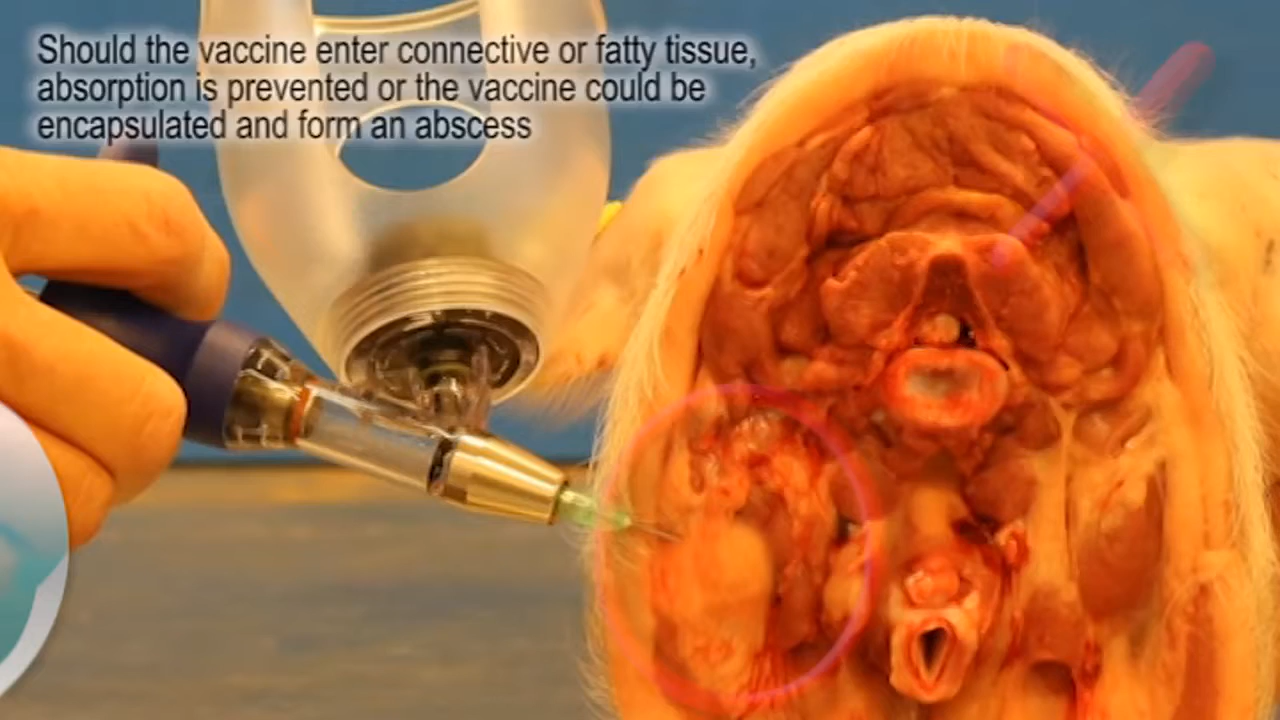 Should the vaccine enter connective or fatty tissue,
absorption is prevented or the vaccine could be
encapsulated and form an abscess